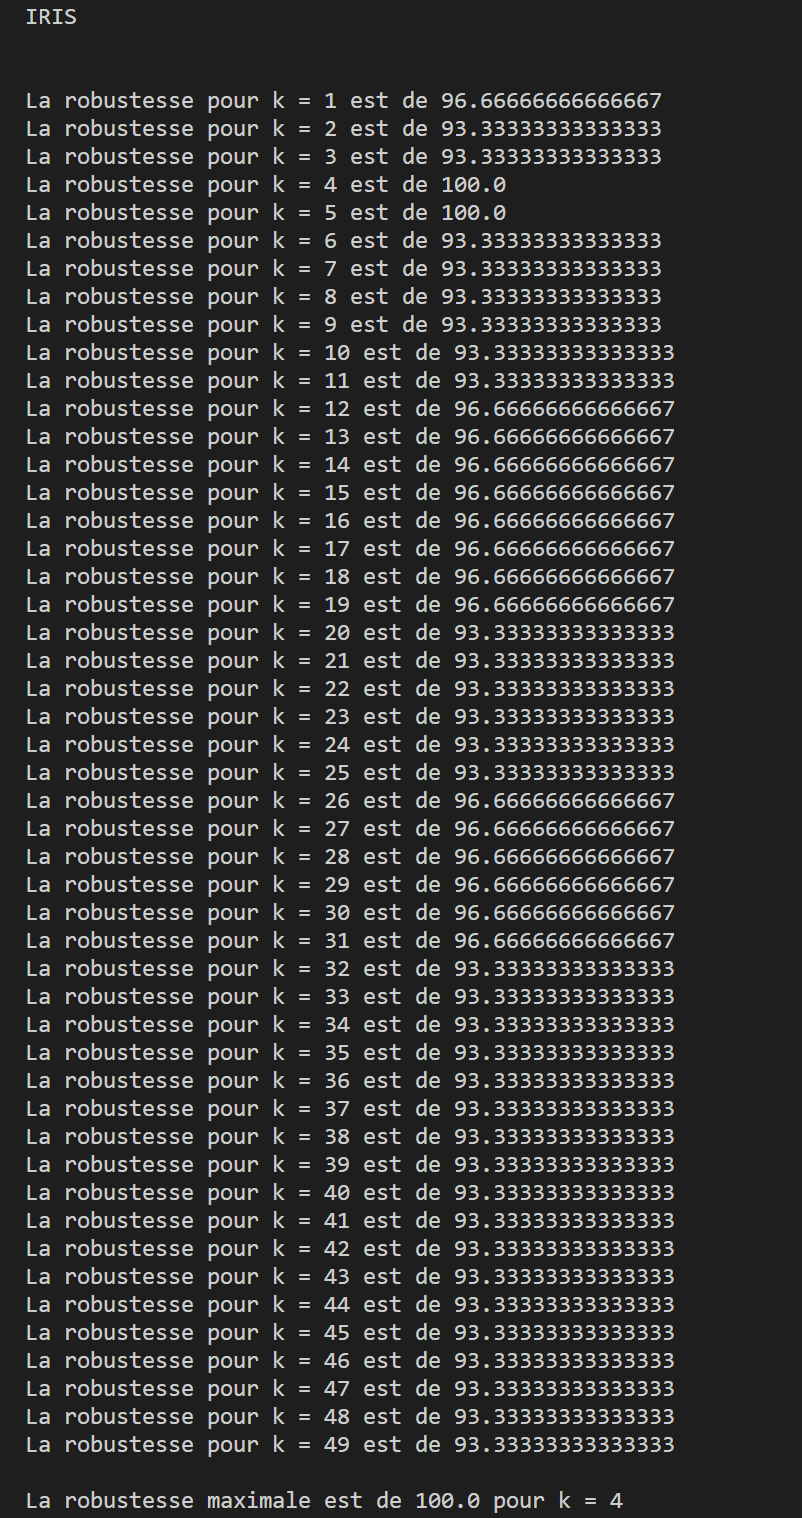 IRIS
La robustesse pour k = 1 est de 96.66666666666667
La robustesse pour k = 2 est de 93.33333333333333
La robustesse pour k = 3 est de 93.33333333333333
La robustesse pour k = 4 est de 100.0
La robustesse pour k = 5 est de 100.0
La robustesse pour k = 6 est de 93.33333333333333
La robustesse pour k = 7 est de 93.33333333333333
La robustesse pour k = 8 est de 93.33333333333333
La robustesse pour k = 9 est de 93.33333333333333
La robustesse pour k = 10 est de 93.33333333333333
La robustesse pour k = 11 est de 93.33333333333333
La robustesse pour k = 12 est de 96.66666666666667
La robustesse pour k = 13 est de 96.66666666666667
La robustesse pour k = 14 est de 96.66666666666667
La robustesse pour k = 15 est de 96.66666666666667
La robustesse pour k = 16 est de 96.66666666666667
La robustesse pour k = 17 est de 96.66666666666667
La robustesse pour k = 18 est de 96.66666666666667
La robustesse pour k = 19 est de 96.66666666666667
La robustesse pour k = 20 est de 93.33333333333333
La robustesse pour k = 21 est de 93.33333333333333
La robustesse pour k = 22 est de 93.33333333333333
La robustesse pour k = 23 est de 93.33333333333333
La robustesse pour k = 24 est de 93.33333333333333
La robustesse pour k = 25 est de 93.33333333333333
La robustesse pour k = 26 est de 96.66666666666667
La robustesse pour k = 27 est de 96.66666666666667
La robustesse pour k = 28 est de 96.66666666666667
La robustesse pour k = 29 est de 96.66666666666667
La robustesse pour k = 30 est de 96.66666666666667
La robustesse pour k = 31 est de 96.66666666666667
La robustesse pour k = 32 est de 93.33333333333333
La robustesse pour k = 33 est de 93.33333333333333
La robustesse pour k = 34 est de 93.33333333333333
La robustesse pour k = 35 est de 93.33333333333333
La robustesse pour k = 36 est de 93.33333333333333
La robustesse pour k = 37 est de 93.33333333333333
La robustesse pour k = 38 est de 93.33333333333333
La robustesse pour k = 39 est de 93.33333333333333
La robustesse pour k = 40 est de 93.33333333333333
La robustesse pour k = 41 est de 93.33333333333333
La robustesse pour k = 42 est de 93.33333333333333
La robustesse pour k = 43 est de 93.33333333333333
La robustesse pour k = 44 est de 93.33333333333333
La robustesse pour k = 45 est de 93.33333333333333
La robustesse pour k = 46 est de 93.33333333333333
La robustesse pour k = 47 est de 93.33333333333333
La robustesse pour k = 48 est de 93.33333333333333
La robustesse pour k = 49 est de 93.33333333333333
La robustesse maximale est de 100.0 pour k = 4